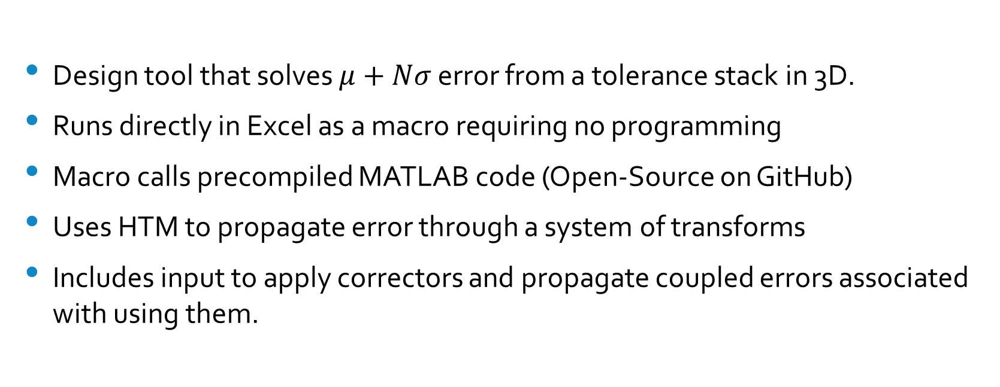 • Design tool that solves μ + Nσ error from a tolerance stack in 3D.
• Runs directly in Excel as a macro requiring no programming
• Macro calls precompiled MATLAB code (Open-Source on GitHub)
• Uses HTM to propagate error through a system of transforms
• Includes input to apply correctors and propagate coupled errors associated
with using them.